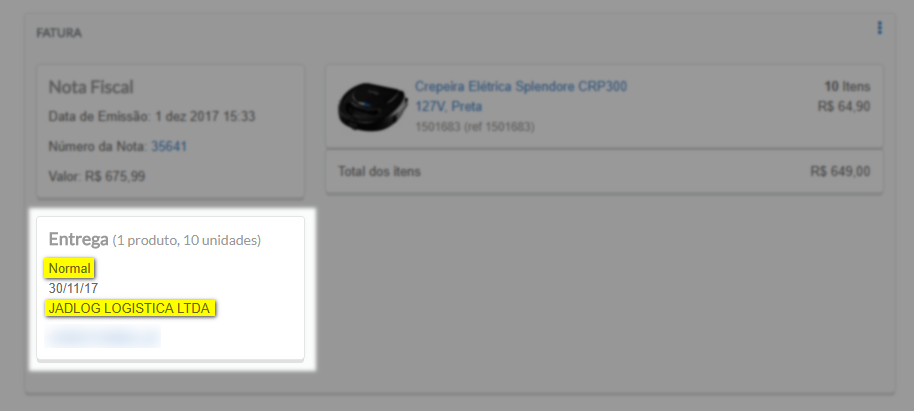 FATURA
Nota Fiscal
Data de Emissão: 1 dez 2017 15:33
Número da Nota: 35641
Valor: R$ 675,99
Crepeira Elétrica Splendore CRP300
127V, Preta
1501683 (ref 1501683)
10 Itens
R$ 64,90
Total dos itens
R$ 649,00
Entrega (1 produto, 10 unidades)
Normal
30/11/17
JADLOG LOGISTICA LTDA